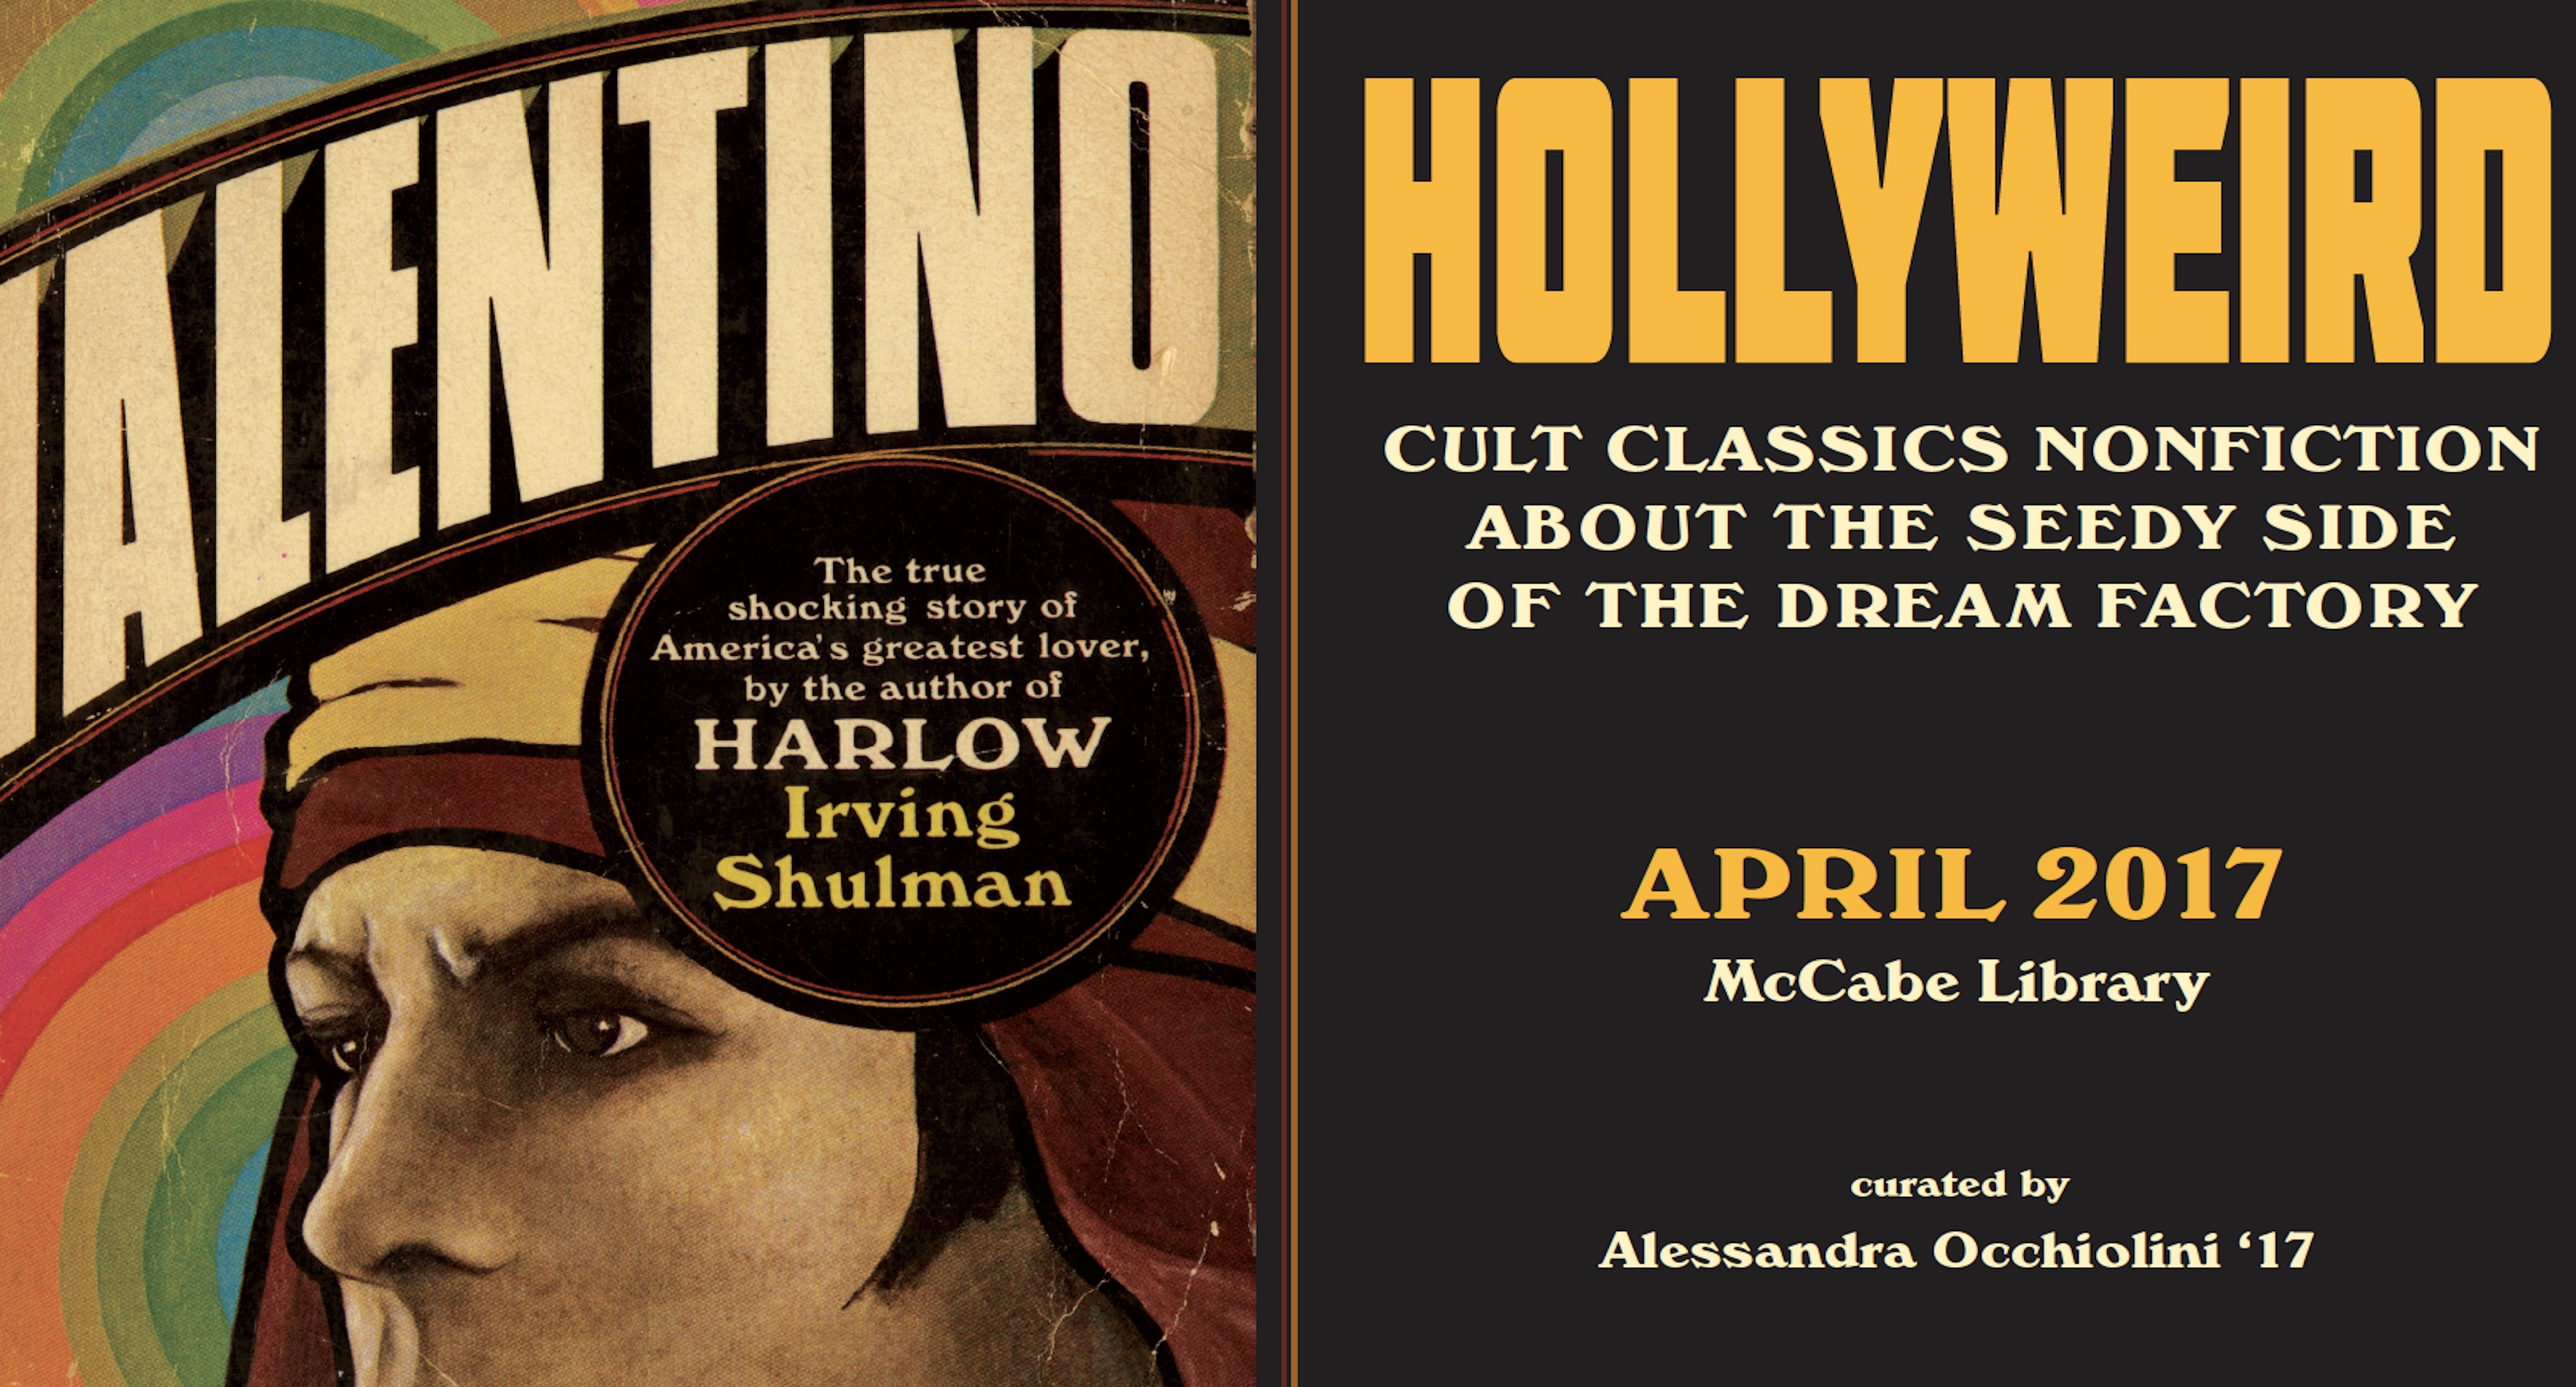 VALENTINO
The true
shocking story of
America's greatest lover,
by the author of
HARLOW
Irving
Shulman
HOLLYWEIRD
CULT CLASSICS NONFICTION
ABOUT THE SEEDY SIDE
OF THE DREAM FACTORY
APRIL 2017
McCabe Library
curated by
Alessandra Occhiolini ‘17